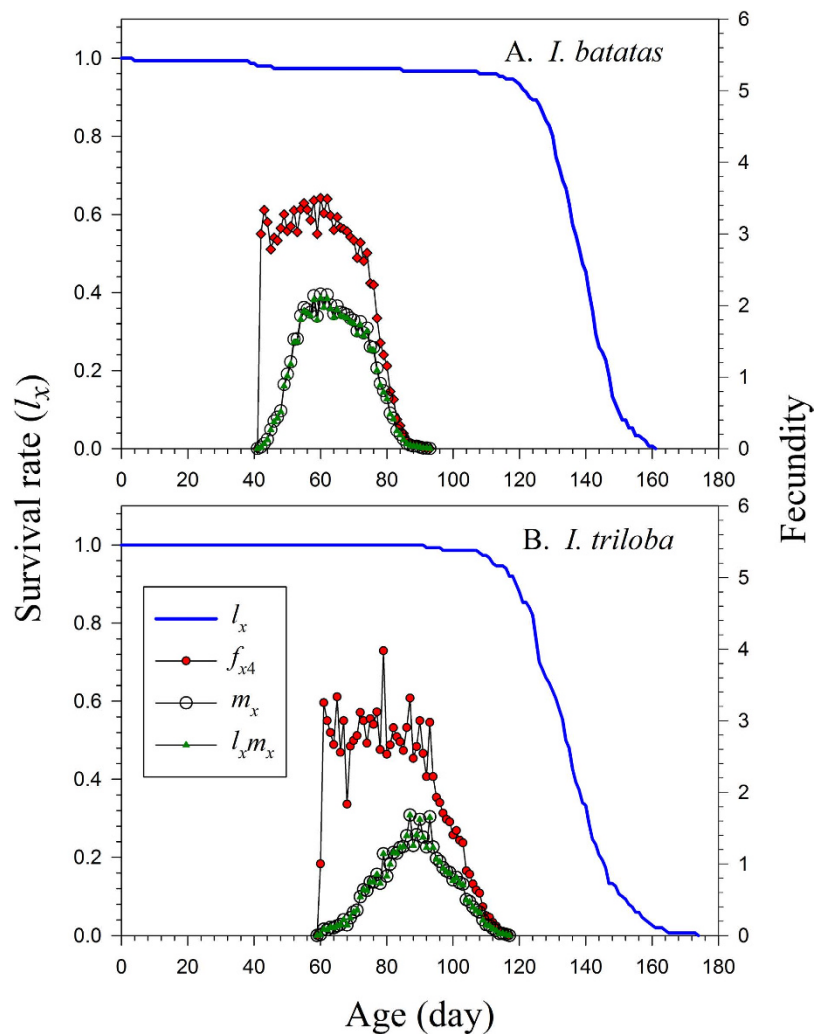 A. I. batatas
1.0
0.8
0.6
0.4
0.2
0.0
6
5
4
3
2
1
0
0 20 40 60 80 100 120 140 160 180
Survival rate (lₓ)
Fecundity
B. I. triloba
1.0
0.8
0.6
0.4
0.2
0.0
lₓ
fₓ₄
mₓ
lₓmₓ
6
5
4
3
2
1
0
0 20 40 60 80 100 120 140 160 180
Age (day)